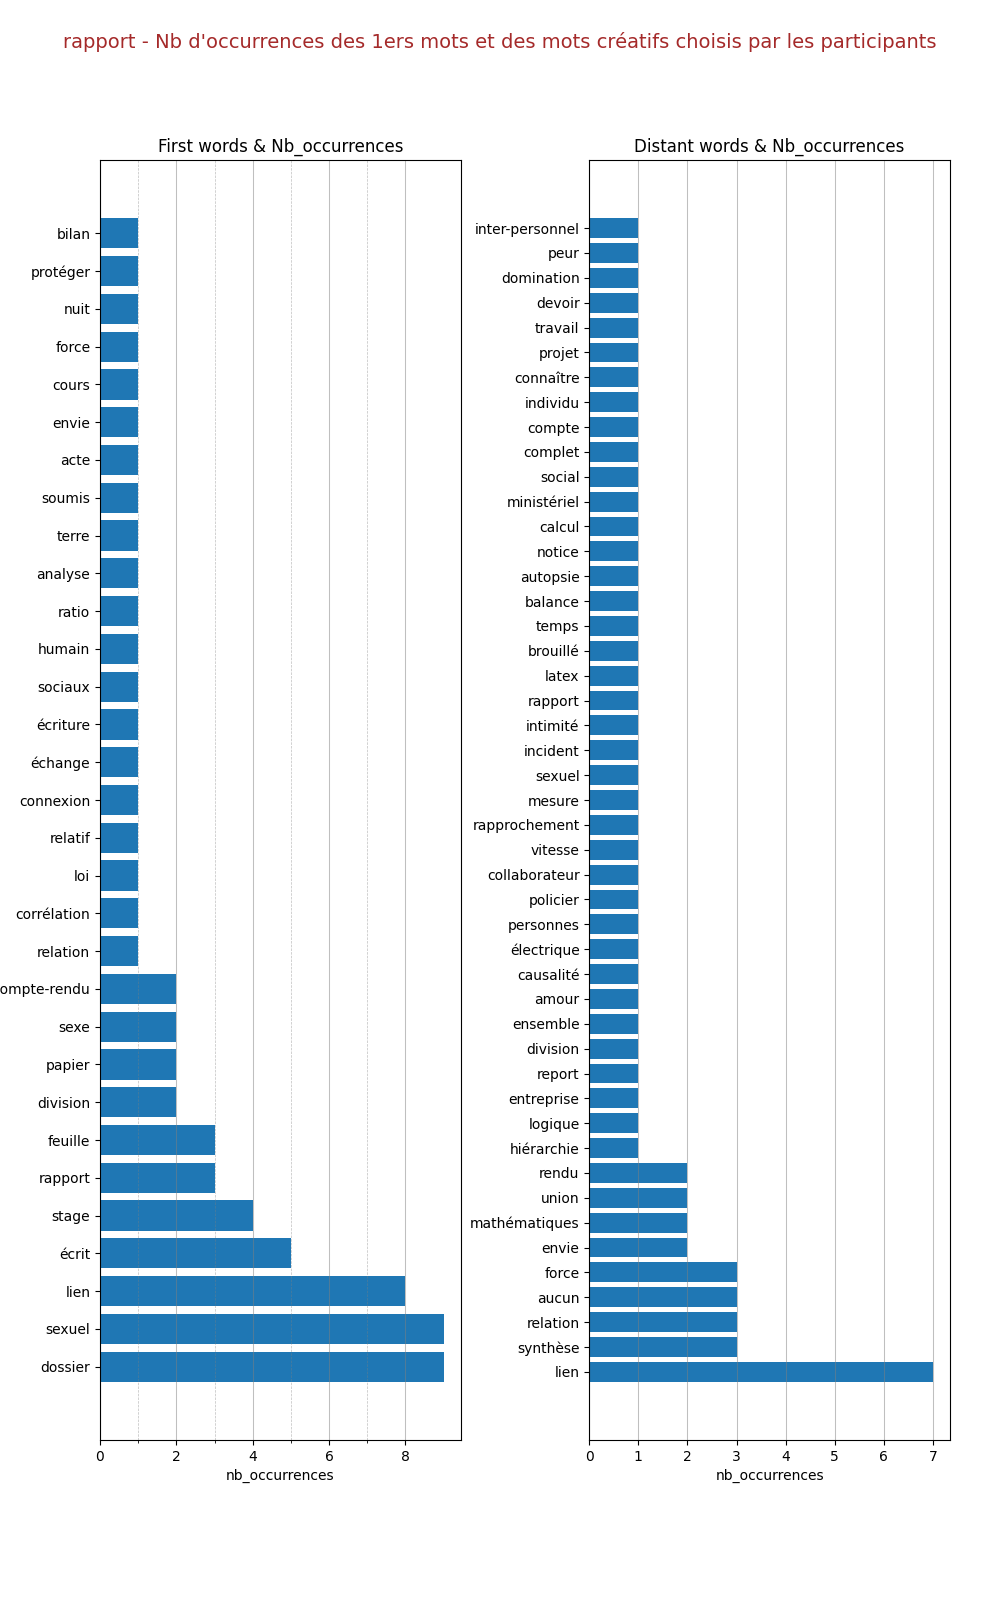 rapport - Nb d'occurrences des 1ers mots et des mots créatifs choisis par les participants
First words & Nb_occurrences
bilan
protéger
nuit
force
cours
envie
acte
soumis
terre
analyse
ratio
humain
sociaux
écriture
échange
connexion
relatif
loi
corrélation
relation
ompte-rendu
sexe
papier
division
feuille
rapport
stage
écrit
lien
sexuel
dossier
0 2 4 6 8
nb_occurrences
Distant words & Nb_occurrences
inter-personnel
peur
domination
devoir
travail
projet
connaître
individu
compte
complet
social
ministériel
calcul
notice
autopsie
balance
temps
brouillé
latex
rapport
intimité
incident
sexuel
mesure
rapprochement
vitesse
collaborateur
policier
personnes
électrique
causalité
amour
ensemble
division
report
entreprise
logique
hiérarchie
rendu
union
mathématiques
envie
force
aucun
relation
synthèse
lien
0 1 2 3 4 5 6 7
nb_occurrences